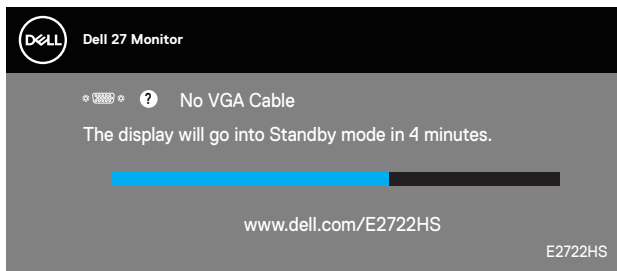 DELL
Dell 27 Monitor
? No VGA Cable
The display will go into Standby mode in 4 minutes.
www.dell.com/E2722HS
E2722HS